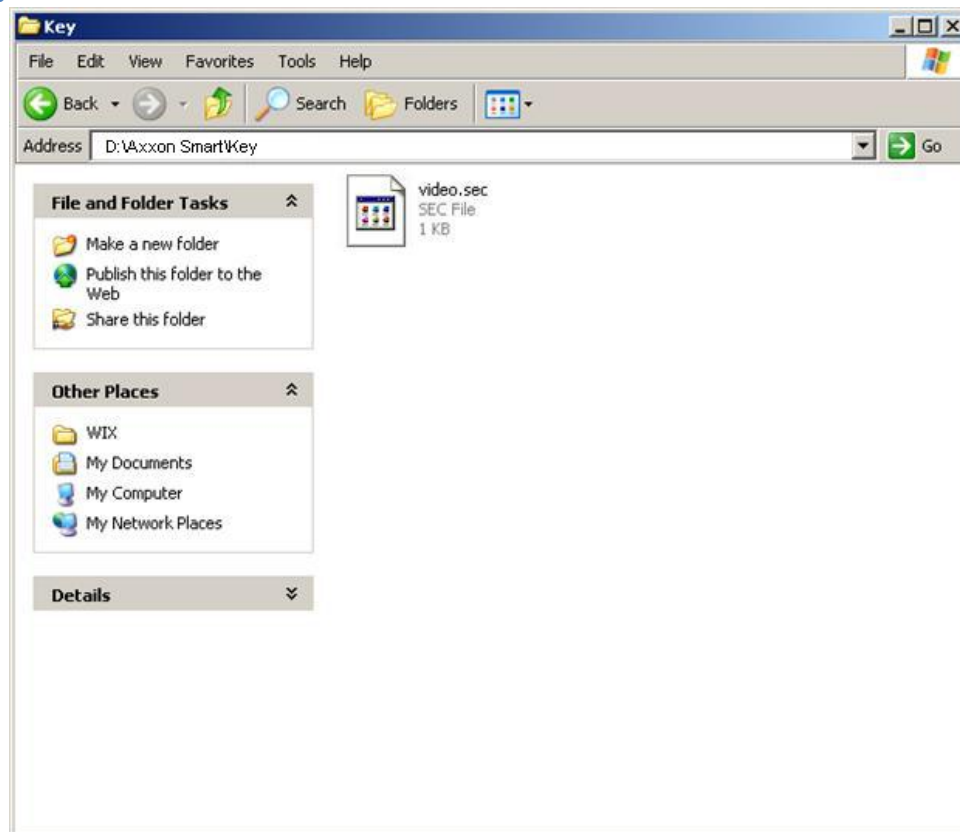 Key
File Edit View Favorites Tools Help
Back Search Folders
Address D:\Axxon Smart\Key Go
File and Folder Tasks
Make a new folder
Publish this folder to the
Web
Share this folder
Other Places
WIX
My Documents
My Computer
My Network Places
Details
video.sec
SEC File
1 KB